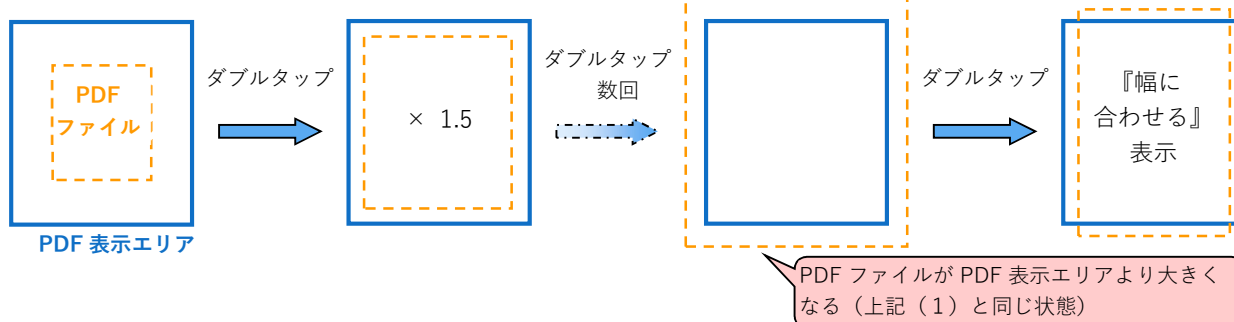 PDF
ファイル
PDF 表示エリア
ダブルタップ
× 1.5
ダブルタップ
数回
ダブルタップ
『幅に
合わせる』
表示
PDF ファイルが PDF 表示エリアより大きく
なる（上記（１）と同じ状態）